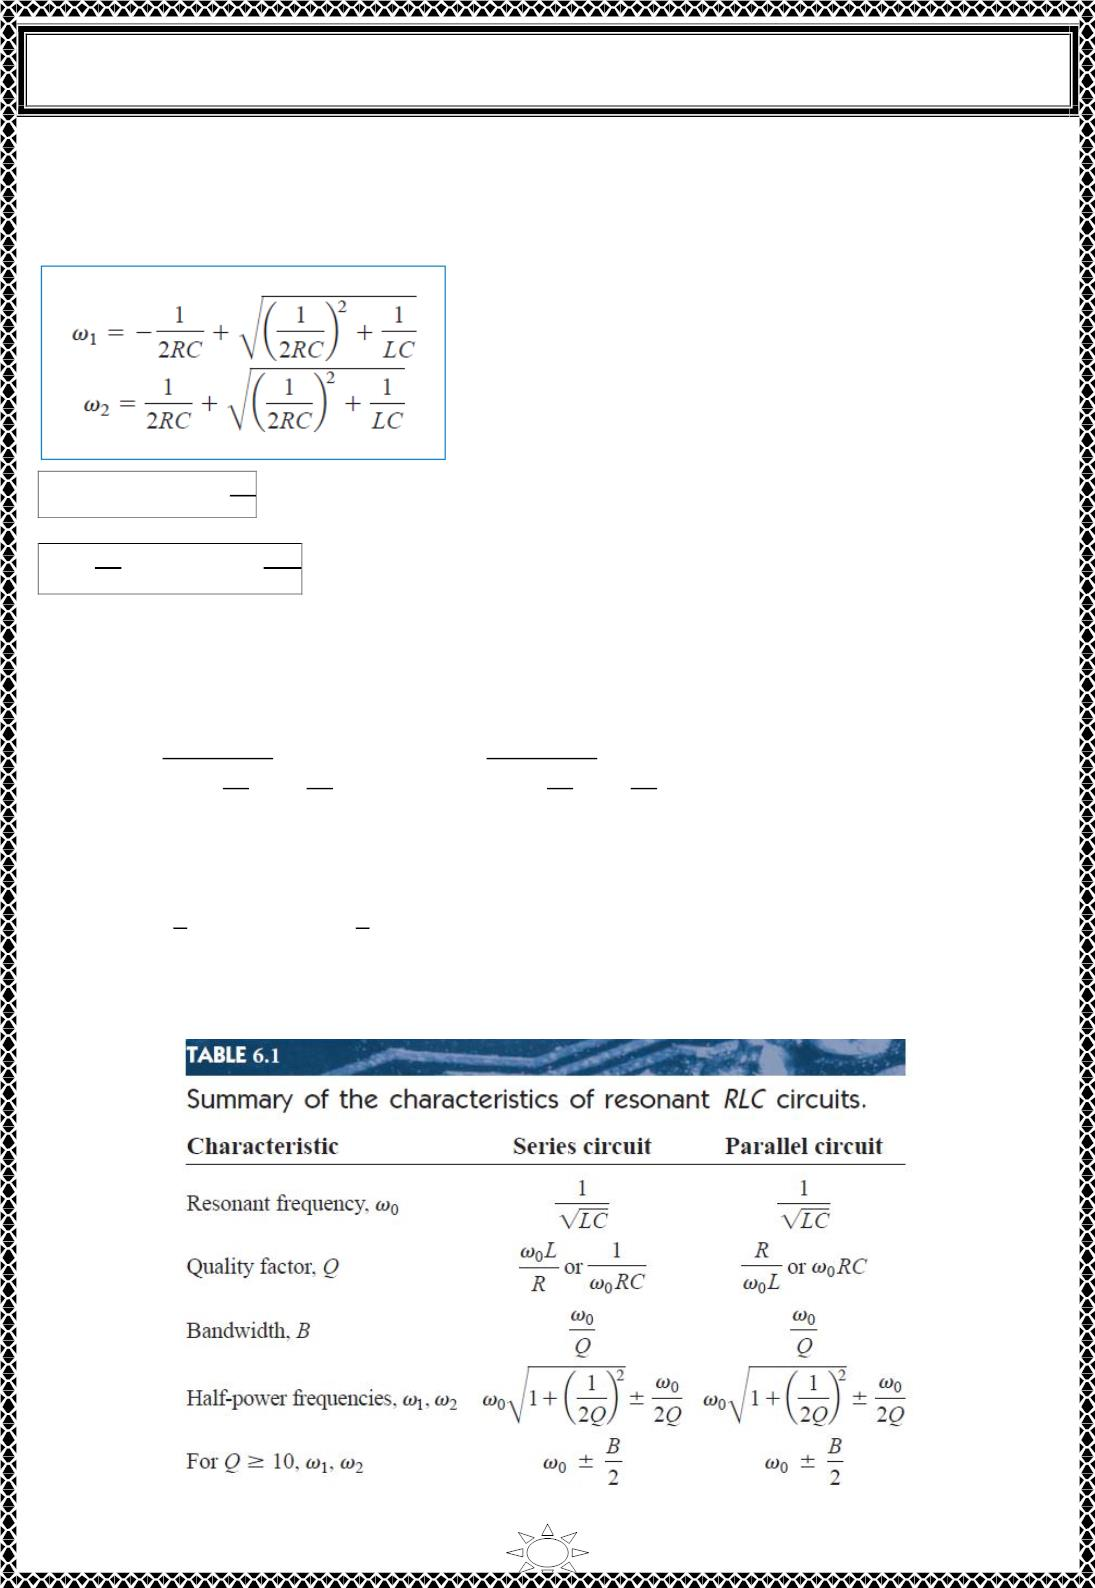 ω₁ = −1/(2RC) + √((1/(2RC))² + 1/(LC))
ω₂ = 1/(2RC) + √((1/(2RC))² + 1/(LC))
TABLE 6.1
Summary of the characteristics of resonant RLC circuits.
Characteristic Series circuit Parallel circuit
Resonant frequency, ω₀ 1/√(LC) 1/√(LC)
Quality factor, Q ω₀L/R or 1/(ω₀RC) R/(ω₀L) or ω₀RC
Bandwidth, B ω₀/Q ω₀/Q
Half-power frequencies, ω₁, ω₂ ω₀√(1 + (1/(2Q))²) ± ω₀/(2Q) ω₀√(1 + (1/(2Q))²) ± ω₀/(2Q)
For Q ≥ 10, ω₁, ω₂ ω₀ ± B/2 ω₀ ± B/2